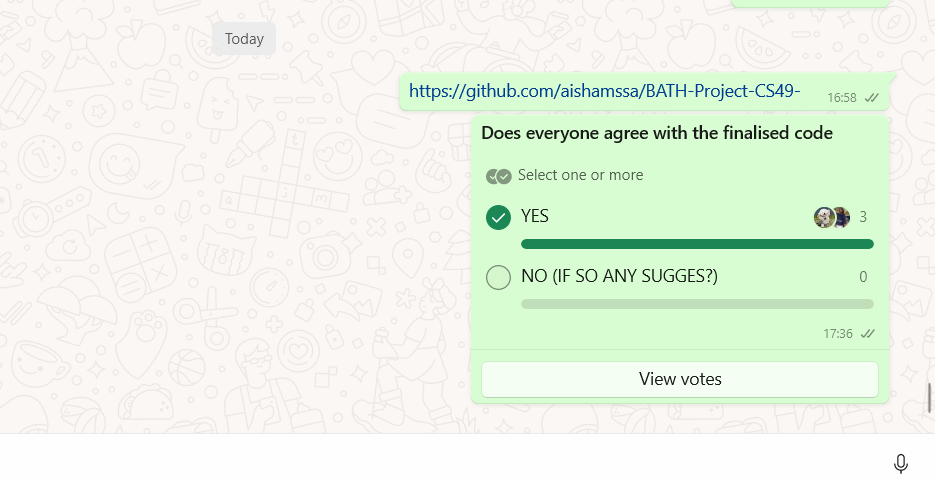 Today
https://github.com/aishamssa/BATH-Project-CS49-
16:58
Does everyone agree with the finalised code
Select one or more
YES
3
NO (IF SO ANY SUGGES?)
0
17:36
View votes